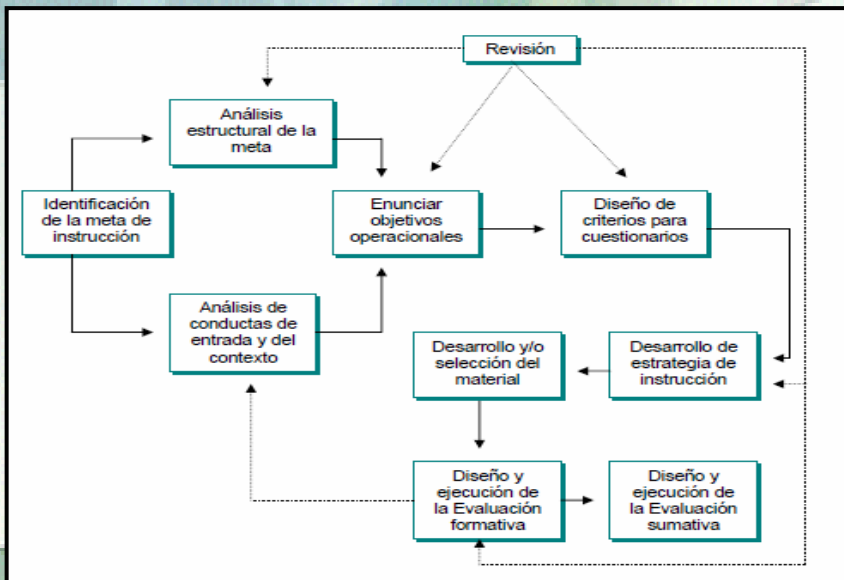 Revisión
Análisis
estructural de la
meta
Identificación
de la meta de
instrucción
Enunciar
objetivos
operacionales
Diseño de
criterios para
cuestionarios
Análisis de
conductas de
entrada y del
contexto
Desarrollo y/o
selección del
material
Desarrollo de
estrategia de
instrucción
Diseño y
ejecución de
la Evaluación
formativa
Diseño y
ejecución de
la Evaluación
sumativa